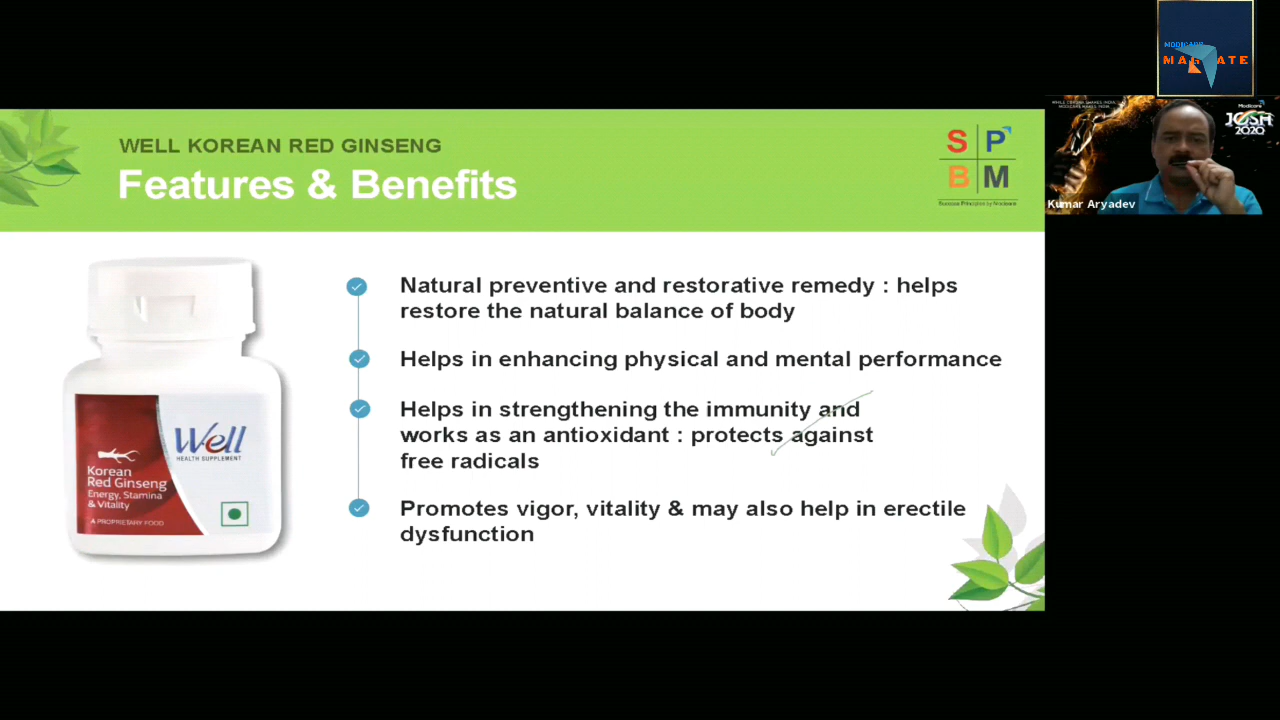 WELL KOREAN RED GINSENG
Features & Benefits
S P
B M
Natural preventive and restorative remedy : helps
restore the natural balance of body
Helps in enhancing physical and mental performance
Helps in strengthening the immunity and
works as an antioxidant : protects against
free radicals
Promotes vigor, vitality & may also help in erectile
dysfunction
Well
HEALTH SUPPLEMENT
Korean
Red Ginseng
Energy, Stamina
& Vitality
A PROPRIETARY FOOD
MODICARE
Modicare
JOSH
2020
Kumar Aryadev